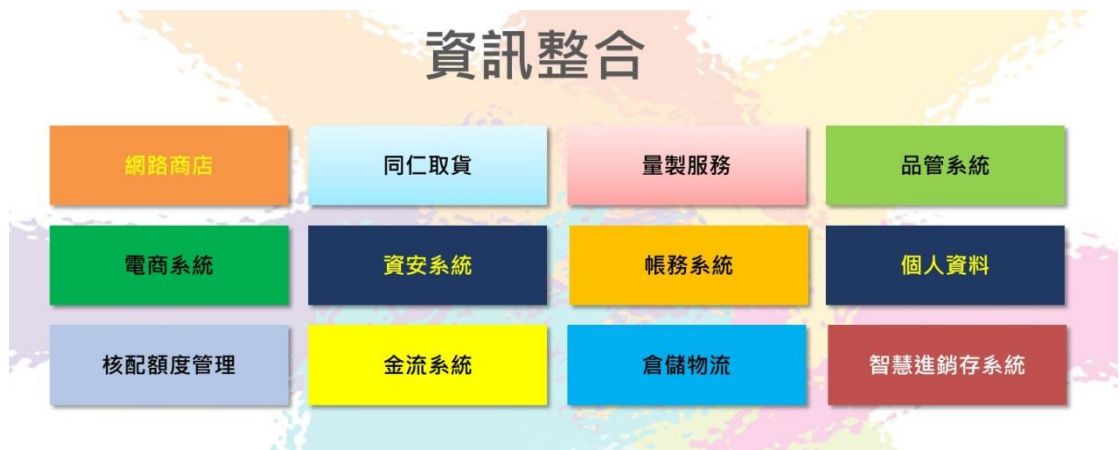 資訊整合
網路商店
同仁取貨
量製服務
品管系統
電商系統
資安系統
帳務系統
個人資料
核配額度管理
金流系統
倉儲物流
智慧進銷存系統